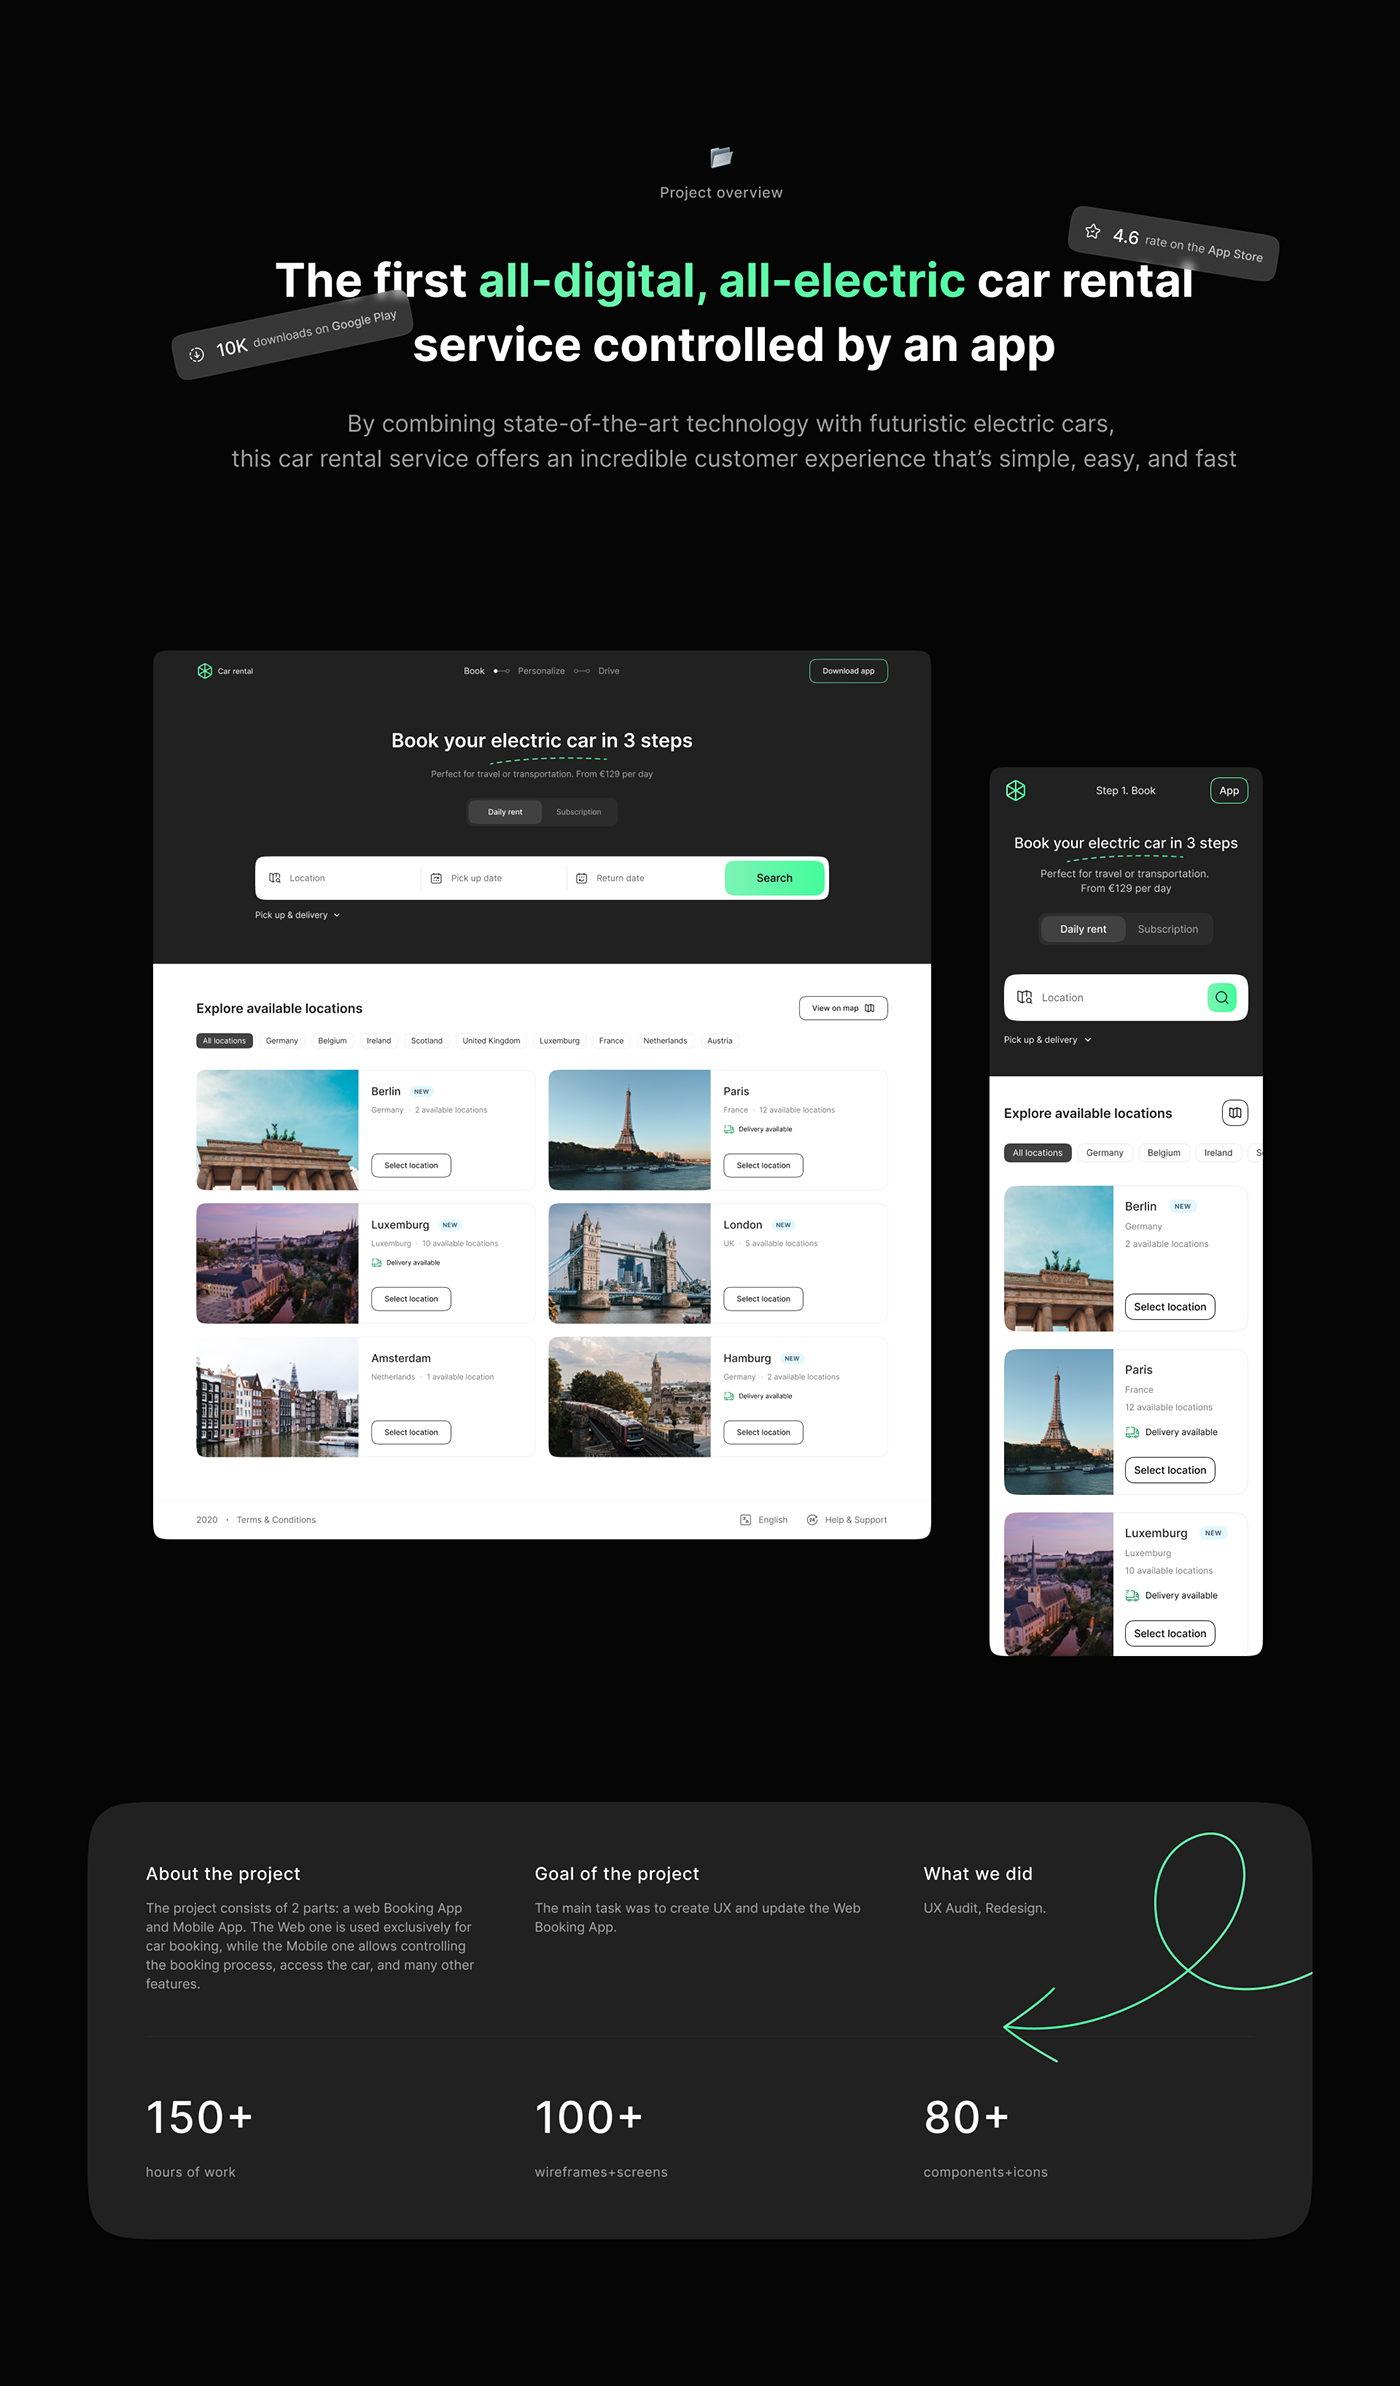 Project overview
4.6 rate on the App Store
The first all-digital, all-electric car rental
10K downloads on Google Play
service controlled by an app
By combining state-of-the-art technology with futuristic electric cars,
this car rental service offers an incredible customer experience that’s simple, easy, and fast
Car rental
Book
Personalize
Drive
Download app
Book your electric car in 3 steps
Perfect for travel or transportation. From €129 per day
Daily rent
Subscription
Location
Pick up date
Return date
Search
Pick up & delivery
Explore available locations
View on map
All locations
Germany
Belgium
Ireland
Scotland
United Kingdom
Luxemburg
France
Netherlands
Austria
Berlin NEW
Germany · 2 available locations
Select location
Paris
France · 12 available locations
Delivery available
Select location
Luxemburg NEW
Luxemburg · 10 available locations
Delivery available
Select location
London NEW
UK · 5 available locations
Select location
Amsterdam
Netherlands · 1 available location
Select location
Hamburg NEW
Germany · 2 available locations
Delivery available
Select location
2020 · Terms & Conditions
English
Help & Support
Step 1. Book
App
Book your electric car in 3 steps
Perfect for travel or transportation.
From €129 per day
Daily rent
Subscription
Location
Pick up & delivery
Explore available locations
All locations
Germany
Belgium
Ireland
Berlin NEW
Germany
2 available locations
Select location
Paris
France
12 available locations
Delivery available
Select location
Luxemburg NEW
Luxemburg
10 available locations
Delivery available
Select location
About the project
The project consists of 2 parts: a web Booking App
and Mobile App. The Web one is used exclusively for
car booking, while the Mobile one allows controlling
the booking process, access the car, and many other
features.
Goal of the project
The main task was to create UX and update the Web
Booking App.
What we did
UX Audit, Redesign.
150+
hours of work
100+
wireframes+screens
80+
components+icons